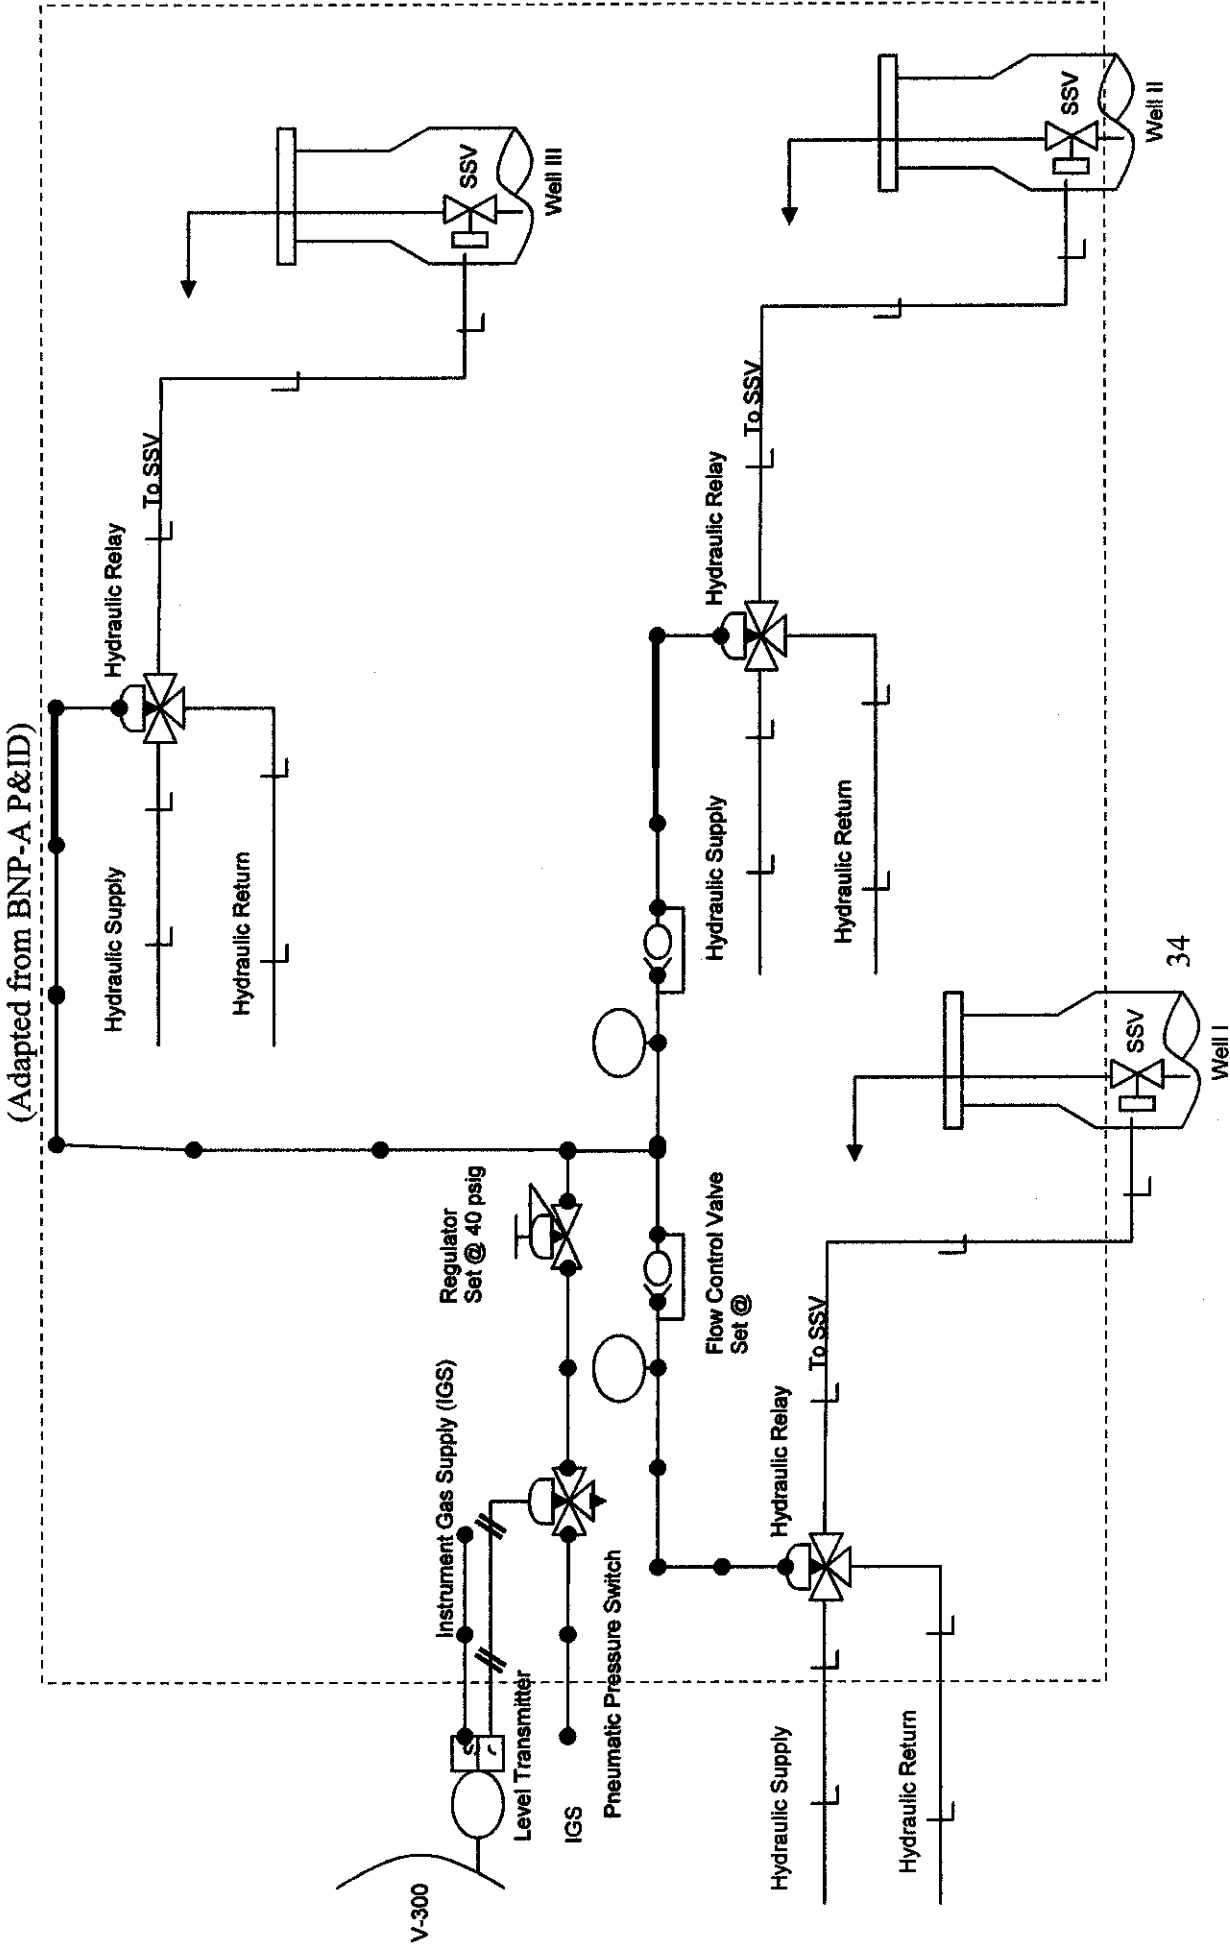 (Adapted from BNP-A P&ID)
V-300
Level Transmitter
Instrument Gas Supply (IGS)
IGS
Pneumatic Pressure Switch
Regulator
Set @ 40 psig
Flow Control Valve
Set @
Hydraulic Supply
Hydraulic Return
Hydraulic Relay
To SSV
SSV
Well III
Hydraulic Supply
Hydraulic Return
Hydraulic Relay
To SSV
SSV
Well II
Hydraulic Supply
Hydraulic Return
Hydraulic Relay
To SSV
SSV
Well I
34